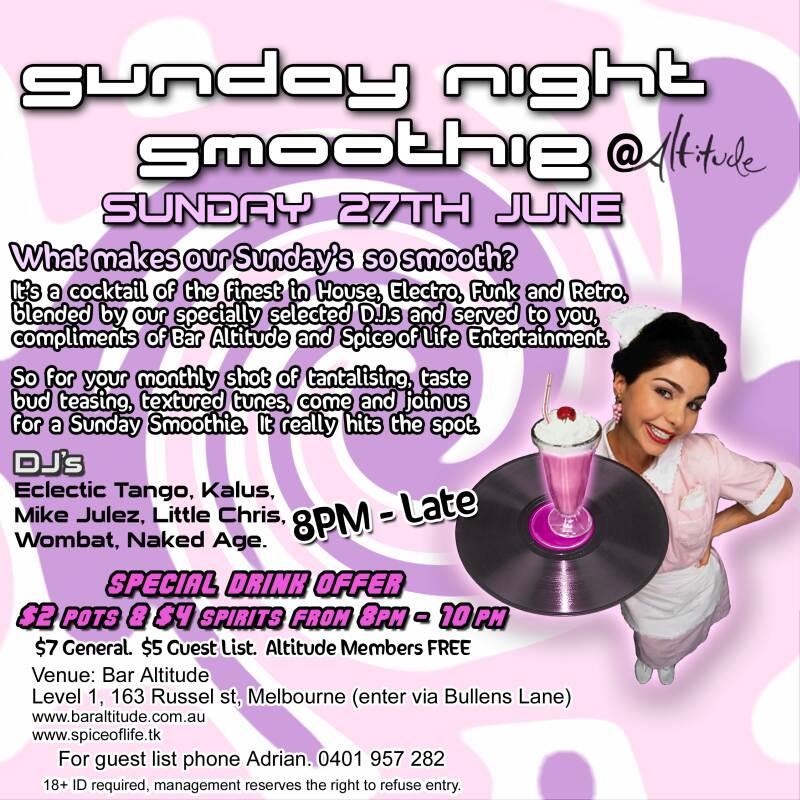 Sunday Night
Smoothie @ Altitude
SUNDAY 27TH JUNE
What makes our Sunday's so smooth?
It's a cocktail of the finest in House, Electro, Funk and Retro,
blended by our specially selected D.J.s and served to you,
compliments of Bar Altitude and Spice of Life Entertainment.
So for your monthly shot of tantalising, taste
bud teasing, textured tunes, come and join us
for a Sunday Smoothie. It really hits the spot.
DJ's
Eclectic Tango, Kalus,
Mike Julez, Little Chris,
Wombat, Naked Age.
8PM - Late
SPECIAL DRINK OFFER
$2 POTS & $4 SPIRITS FROM 8PM - 10 PM
$7 General. $5 Guest List. Altitude Members FREE
Venue: Bar Altitude
Level 1, 163 Russel st, Melbourne (enter via Bullens Lane)
www.baraltitude.com.au
www.spiceoflife.tk
For guest list phone Adrian. 0401 957 282
18+ ID required, management reserves the right to refuse entry.